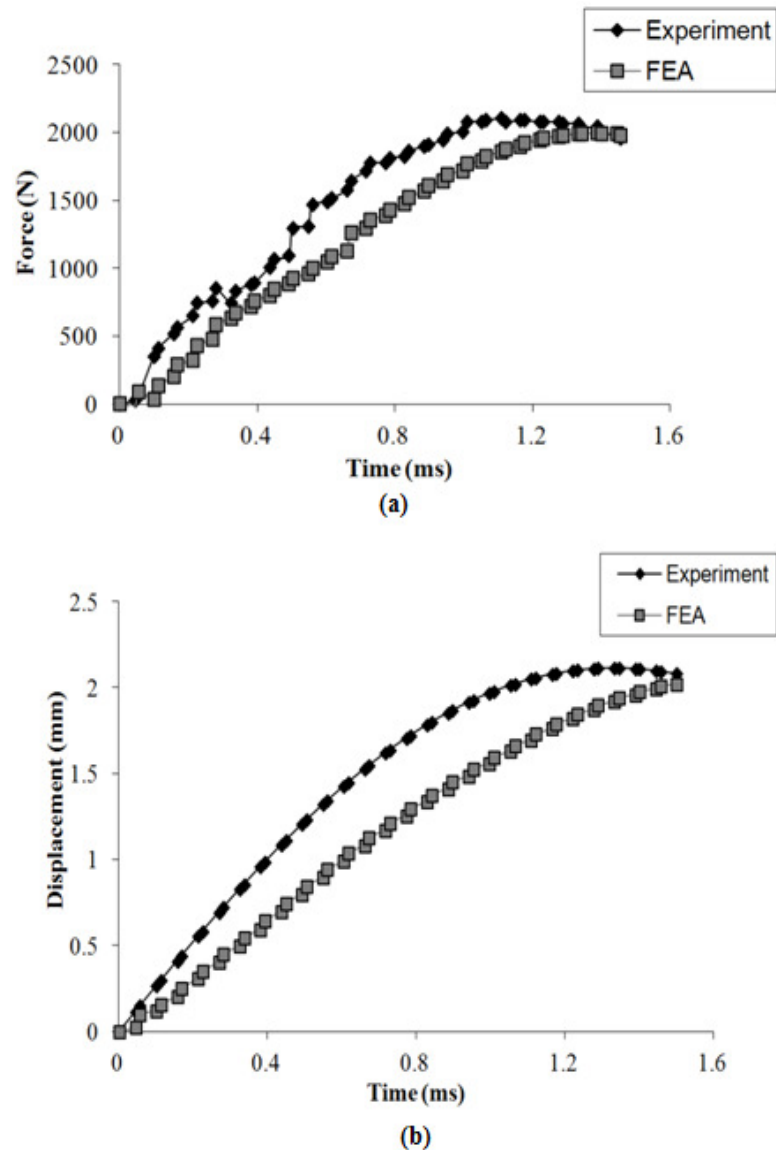 Experiment
FEA
2500
2000
1500
1000
500
0
Force (N)
0 0.4 0.8 1.2 1.6
Time (ms)
(a)
Experiment
FEA
2.5
2
1.5
1
0.5
0
Displacement (mm)
0 0.4 0.8 1.2 1.6
Time (ms)
(b)